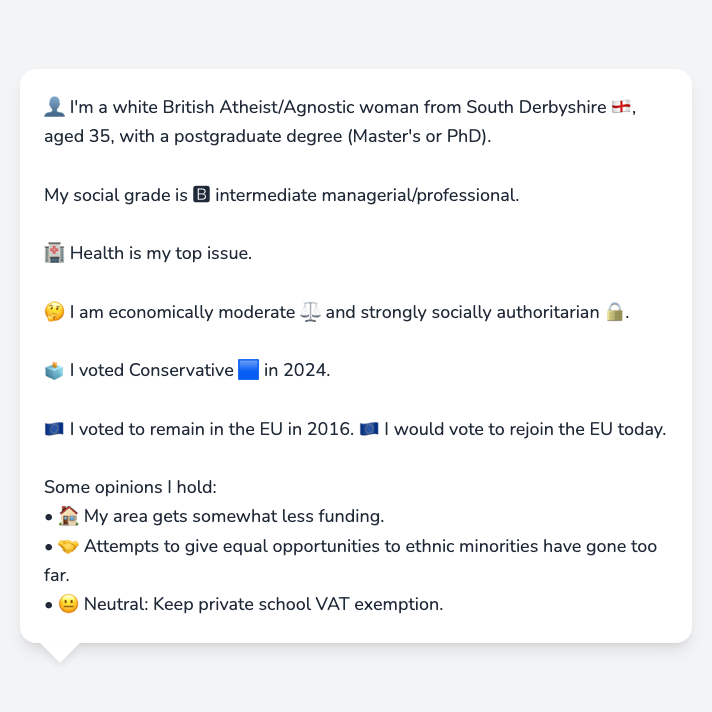 👤 I'm a white British Atheist/Agnostic woman from South Derbyshire 🏴󠁧󠁢󠁥󠁮󠁧󠁿,
aged 35, with a postgraduate degree (Master's or PhD).
My social grade is 🅱 intermediate managerial/professional.
🏥 Health is my top issue.
🤔 I am economically moderate ⚖️ and strongly socially authoritarian 🔒.
🗳️ I voted Conservative 🟦 in 2024.
🇪🇺 I voted to remain in the EU in 2016. 🇪🇺 I would vote to rejoin the EU today.
Some opinions I hold:
• 🏠 My area gets somewhat less funding.
• 🤝 Attempts to give equal opportunities to ethnic minorities have gone too
far.
• 😐 Neutral: Keep private school VAT exemption.